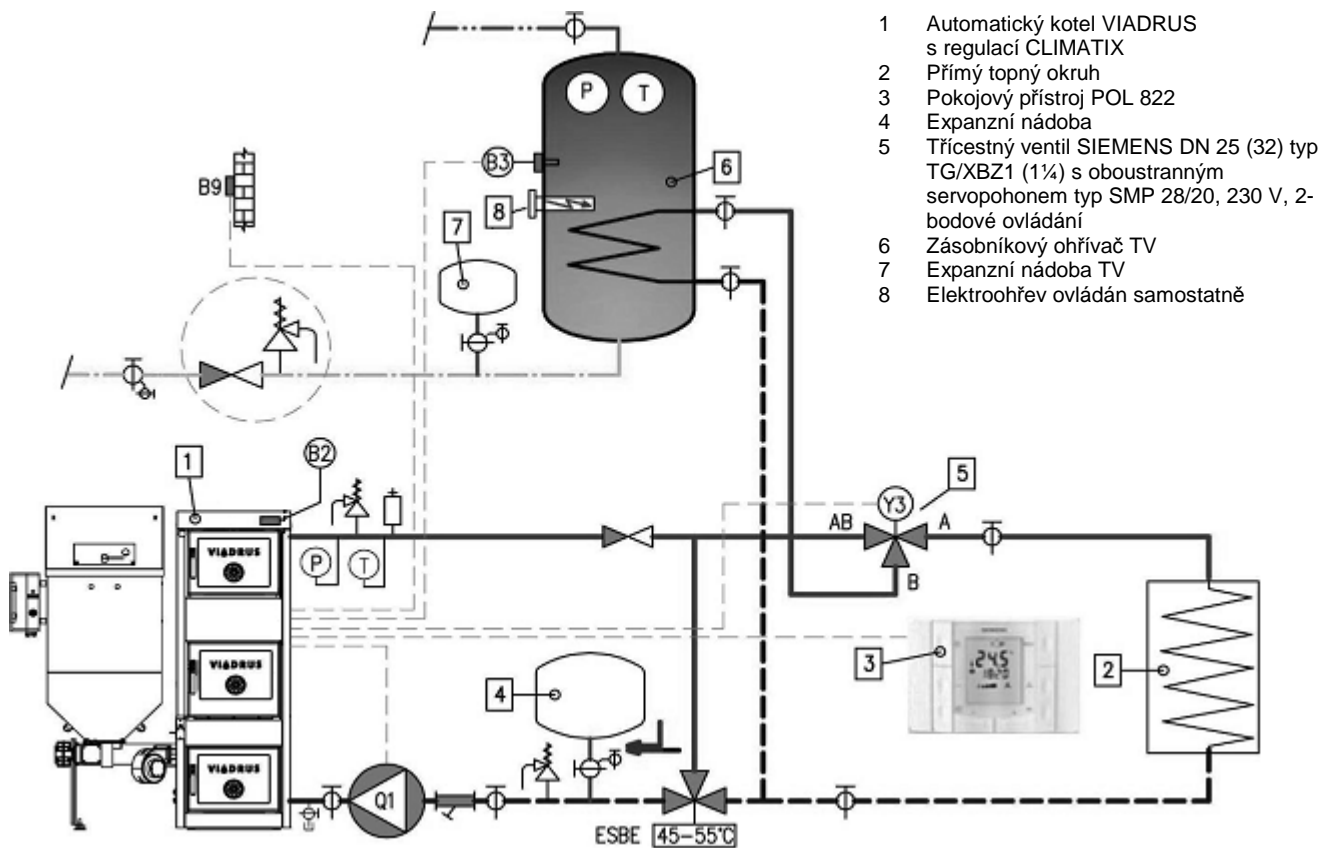 1 Automatický kotel VIADRUS
s regulací CLIMATIX
2 Přímý topný okruh
3 Pokojový přístroj POL 822
4 Expanzní nádoba
5 Třícestný ventil SIEMENS DN 25 (32) typ
TG/XBZ1 (1¼) s oboustranným
servopohonem typ SMP 28/20, 230 V, 2-
bodové ovládání
6 Zásobníkový ohřívač TV
7 Expanzní nádoba TV
8 Elektroohřev ovládán samostatně
P T
B3
6
B9
8
7
1
B2
5
Y3
AB A
B
P T
VIADRUS
3
24.5
2
4
VIADRUS
VIADRUS
Q1
ESBE 45-55°C